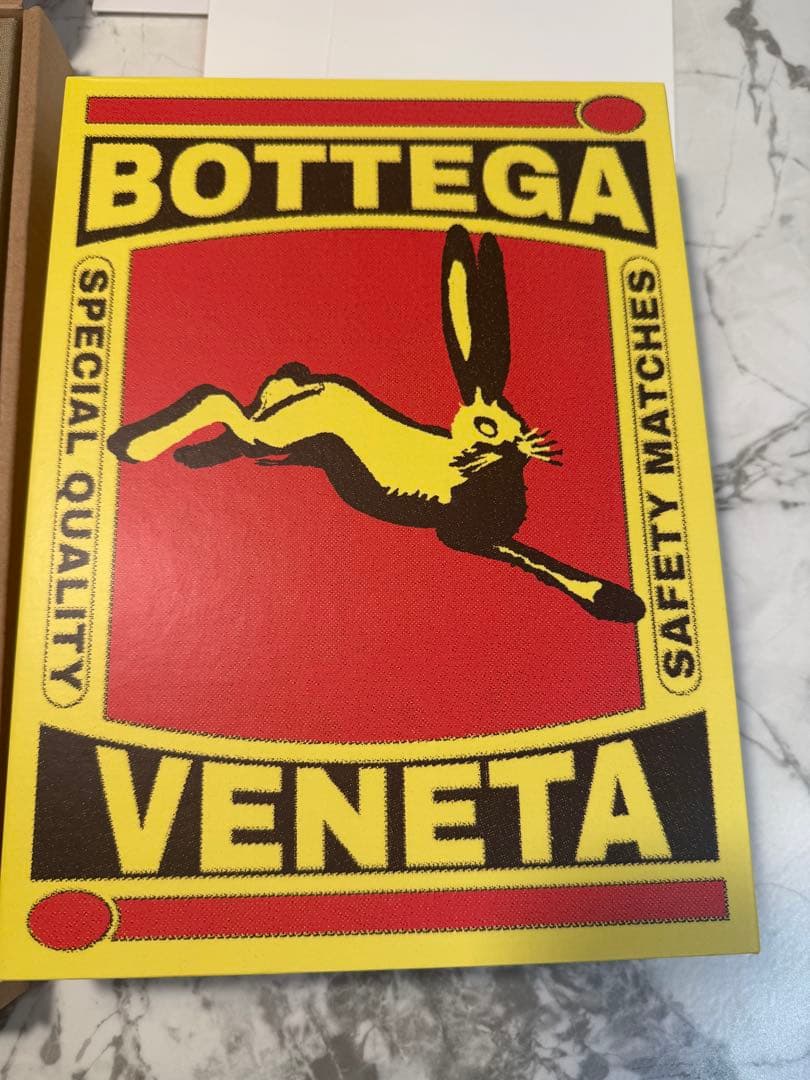 BOTTEGA
SPECIAL QUALITY
SAFETY MATCHES
VENETA